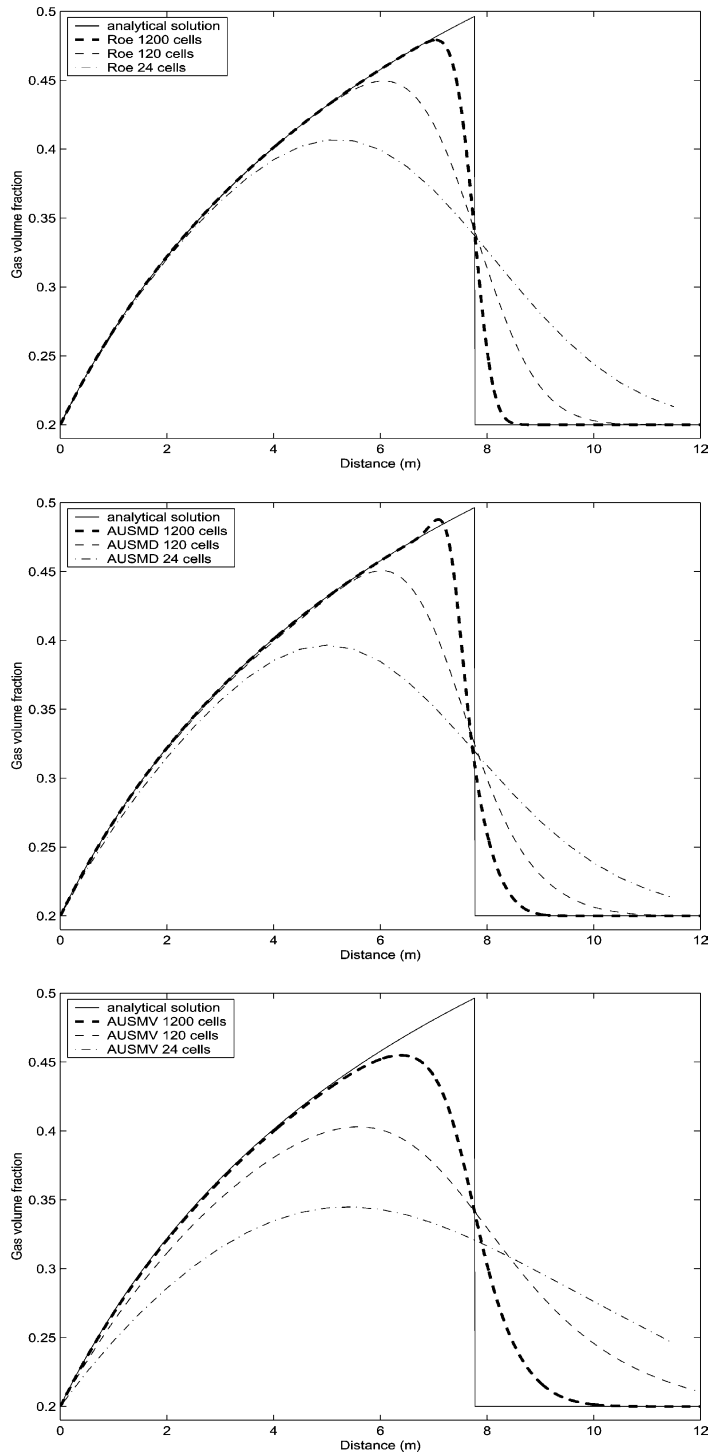 0.5
analytical solution
Roe 1200 cells
Roe 120 cells
Roe 24 cells
0.45
0.4
0.35
0.3
0.25
0.2
Gas volume fraction
0 2 4 6 8 10 12
Distance (m)
0.5
analytical solution
AUSMD 1200 cells
AUSMD 120 cells
AUSMD 24 cells
0.45
0.4
0.35
0.3
0.25
0.2
Gas volume fraction
0 2 4 6 8 10 12
Distance (m)
0.5
analytical solution
AUSMV 1200 cells
AUSMV 120 cells
AUSMV 24 cells
0.45
0.4
0.35
0.3
0.25
0.2
Gas volume fraction
0 2 4 6 8 10 12
Distance (m)